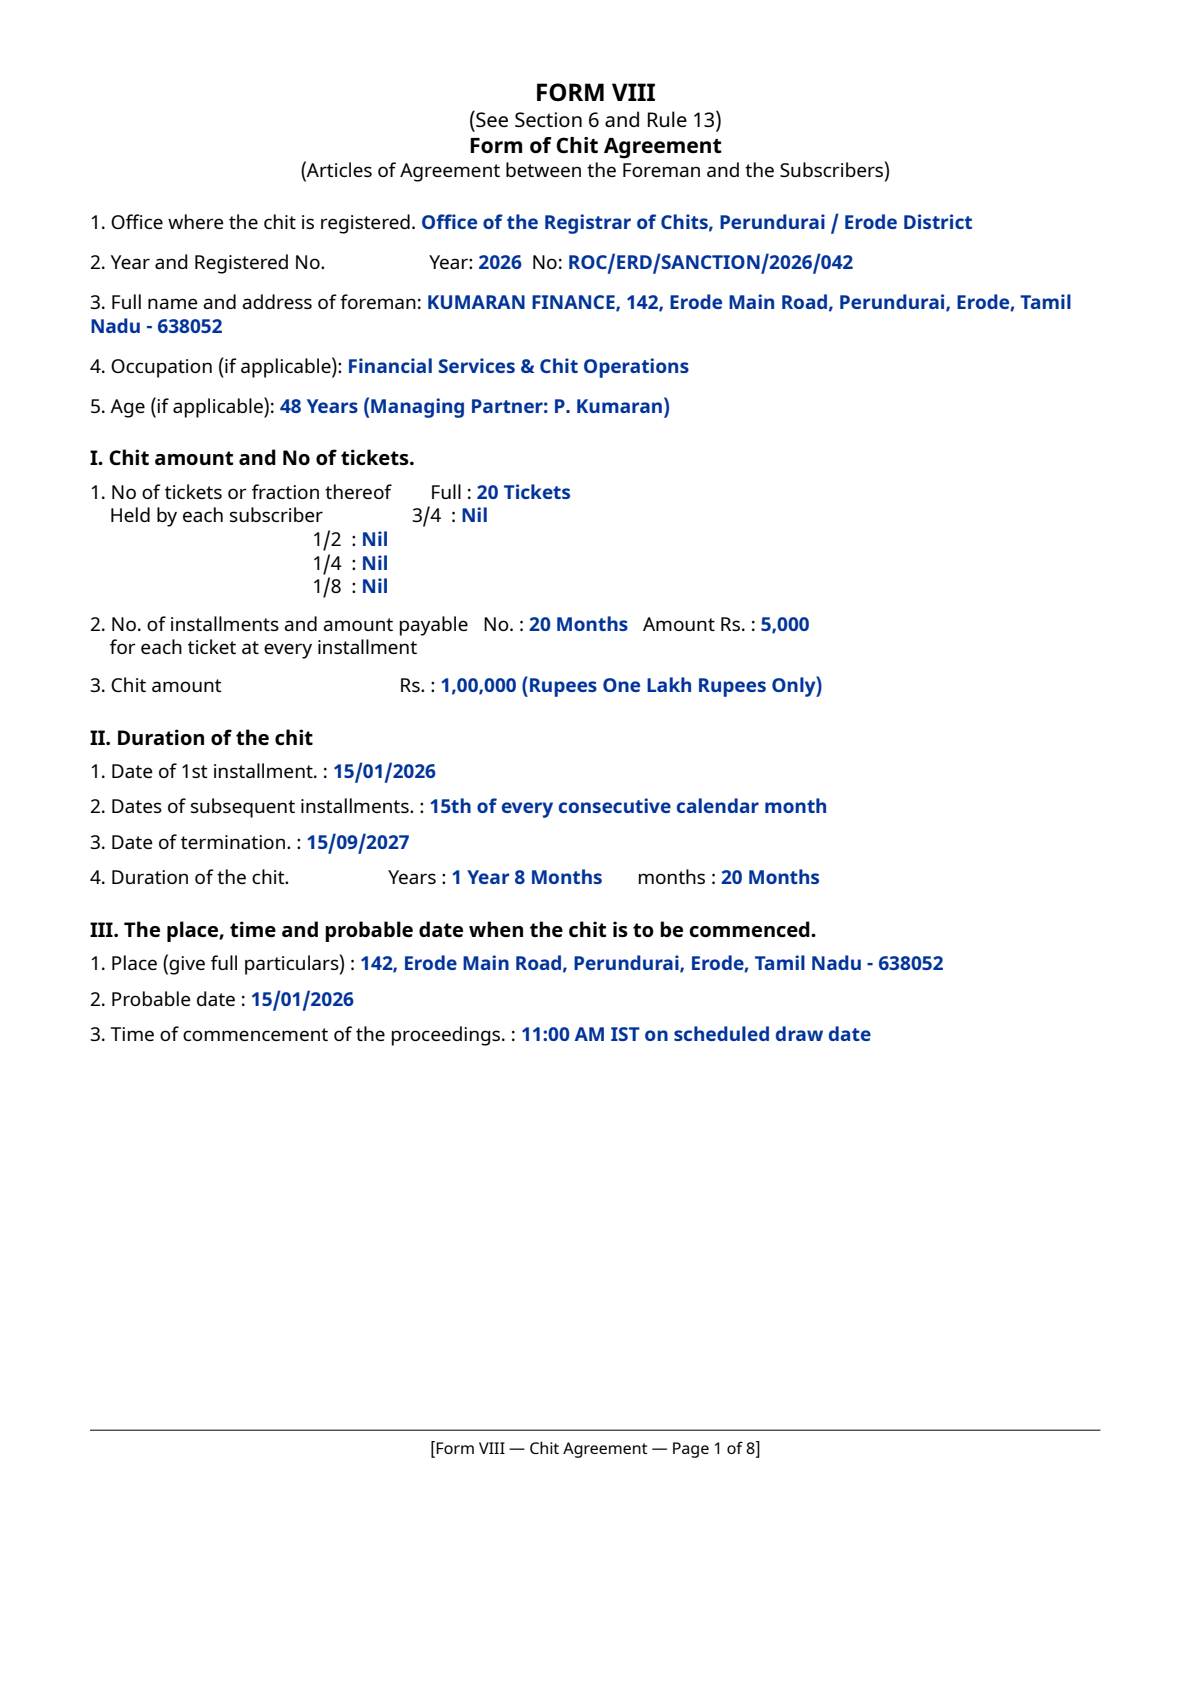 FORM VIII
(See Section 6 and Rule 13)
Form of Chit Agreement
(Articles of Agreement between the Foreman and the Subscribers)
1. Office where the chit is registered. Office of the Registrar of Chits, Perundurai / Erode District
2. Year and Registered No. Year: 2026 No: ROC/ERD/SANCTION/2026/042
3. Full name and address of foreman: KUMARAN FINANCE, 142, Erode Main Road, Perundurai, Erode, Tamil
Nadu - 638052
4. Occupation (if applicable): Financial Services & Chit Operations
5. Age (if applicable): 48 Years (Managing Partner: P. Kumaran)
I. Chit amount and No of tickets.
1. No of tickets or fraction thereof Full : 20 Tickets
Held by each subscriber 3/4 : Nil
1/2 : Nil
1/4 : Nil
1/8 : Nil
2. No. of installments and amount payable No. : 20 Months Amount Rs. : 5,000
for each ticket at every installment
3. Chit amount Rs. : 1,00,000 (Rupees One Lakh Rupees Only)
II. Duration of the chit
1. Date of 1st installment. : 15/01/2026
2. Dates of subsequent installments. : 15th of every consecutive calendar month
3. Date of termination. : 15/09/2027
4. Duration of the chit. Years : 1 Year 8 Months months : 20 Months
III. The place, time and probable date when the chit is to be commenced.
1. Place (give full particulars) : 142, Erode Main Road, Perundurai, Erode, Tamil Nadu - 638052
2. Probable date : 15/01/2026
3. Time of commencement of the proceedings. : 11:00 AM IST on scheduled draw date
[Form VIII — Chit Agreement — Page 1 of 8]